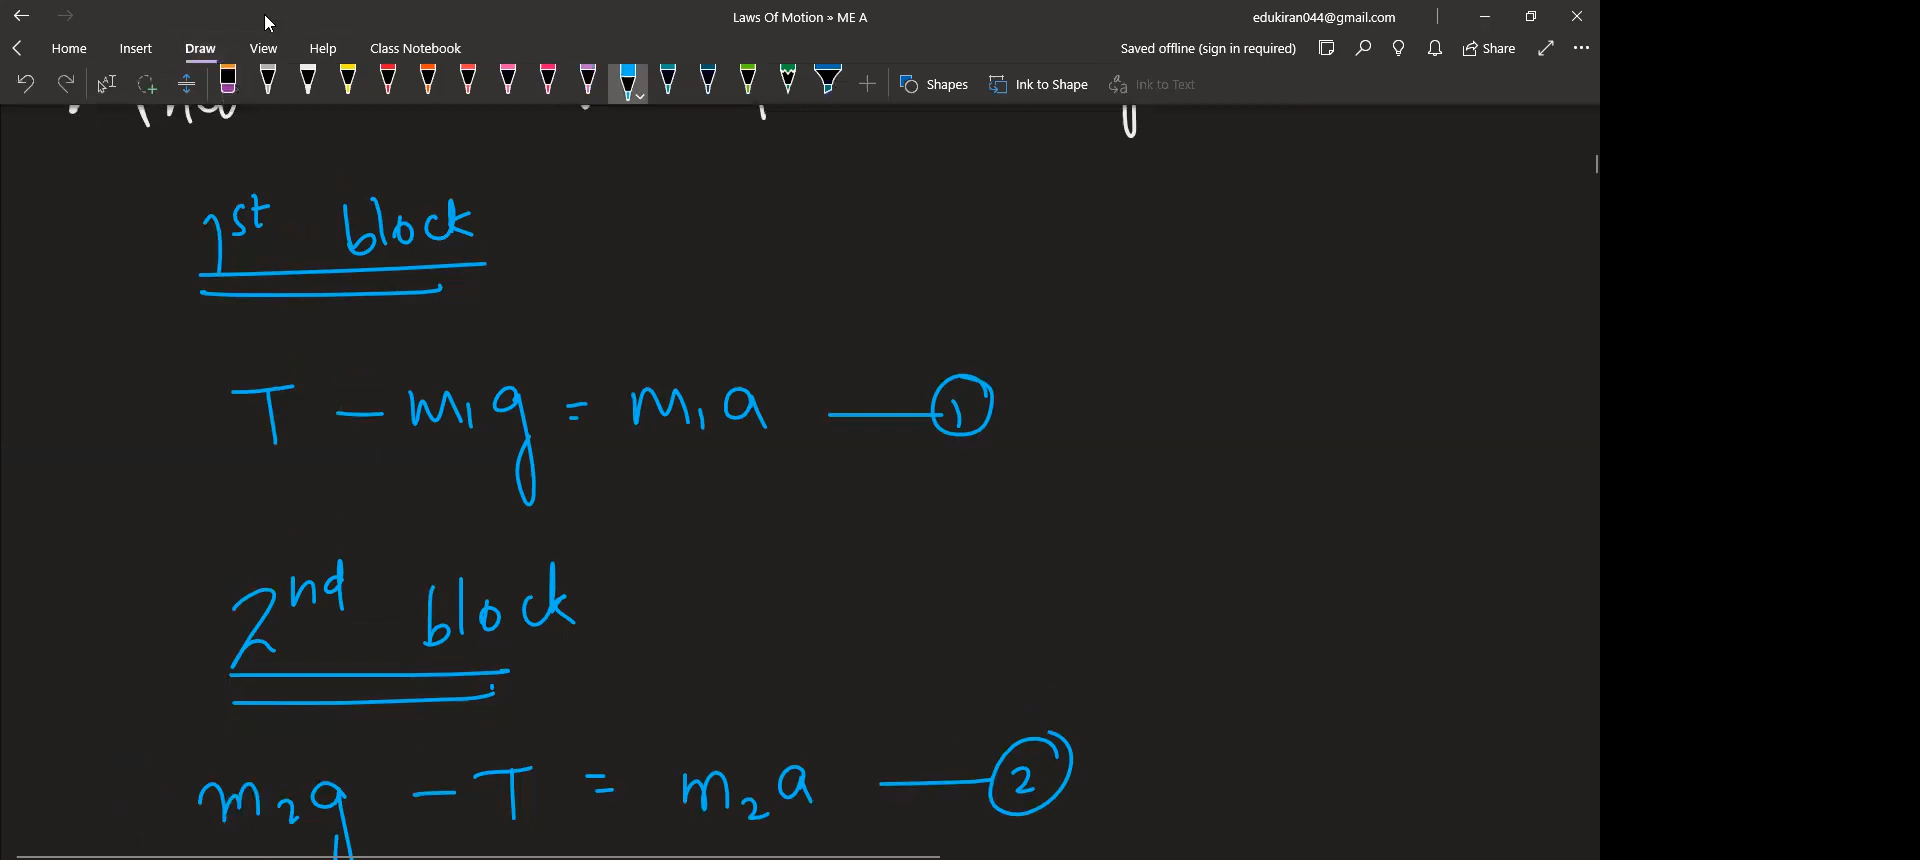 Laws Of Motion » ME A
edukiran044@gmail.com
Home Insert Draw View Help Class Notebook
Saved offline (sign in required) Share
Shapes Ink to Shape Ink to Text
1st block
T - m₁g = m₁a — 1
2nd block
m₂g - T = m₂a — 2